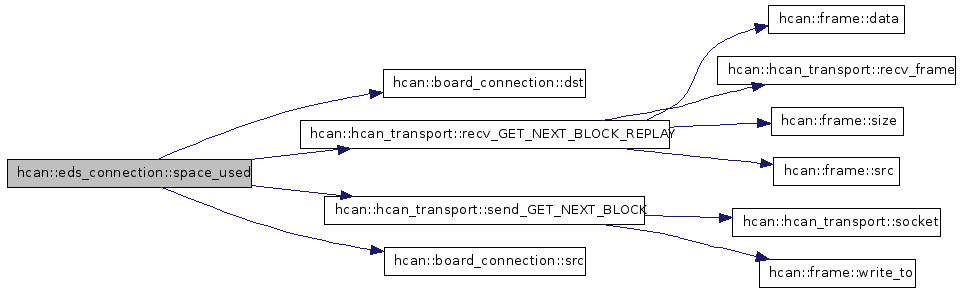 hcan::eds_connection::space_used
hcan::board_connection::dst
hcan::hcan_transport::recv_GET_NEXT_BLOCK_REPLAY
hcan::hcan_transport::send_GET_NEXT_BLOCK
hcan::board_connection::src
hcan::frame::data
hcan::hcan_transport::recv_frame
hcan::frame::size
hcan::frame::src
hcan::hcan_transport::socket
hcan::frame::write_to